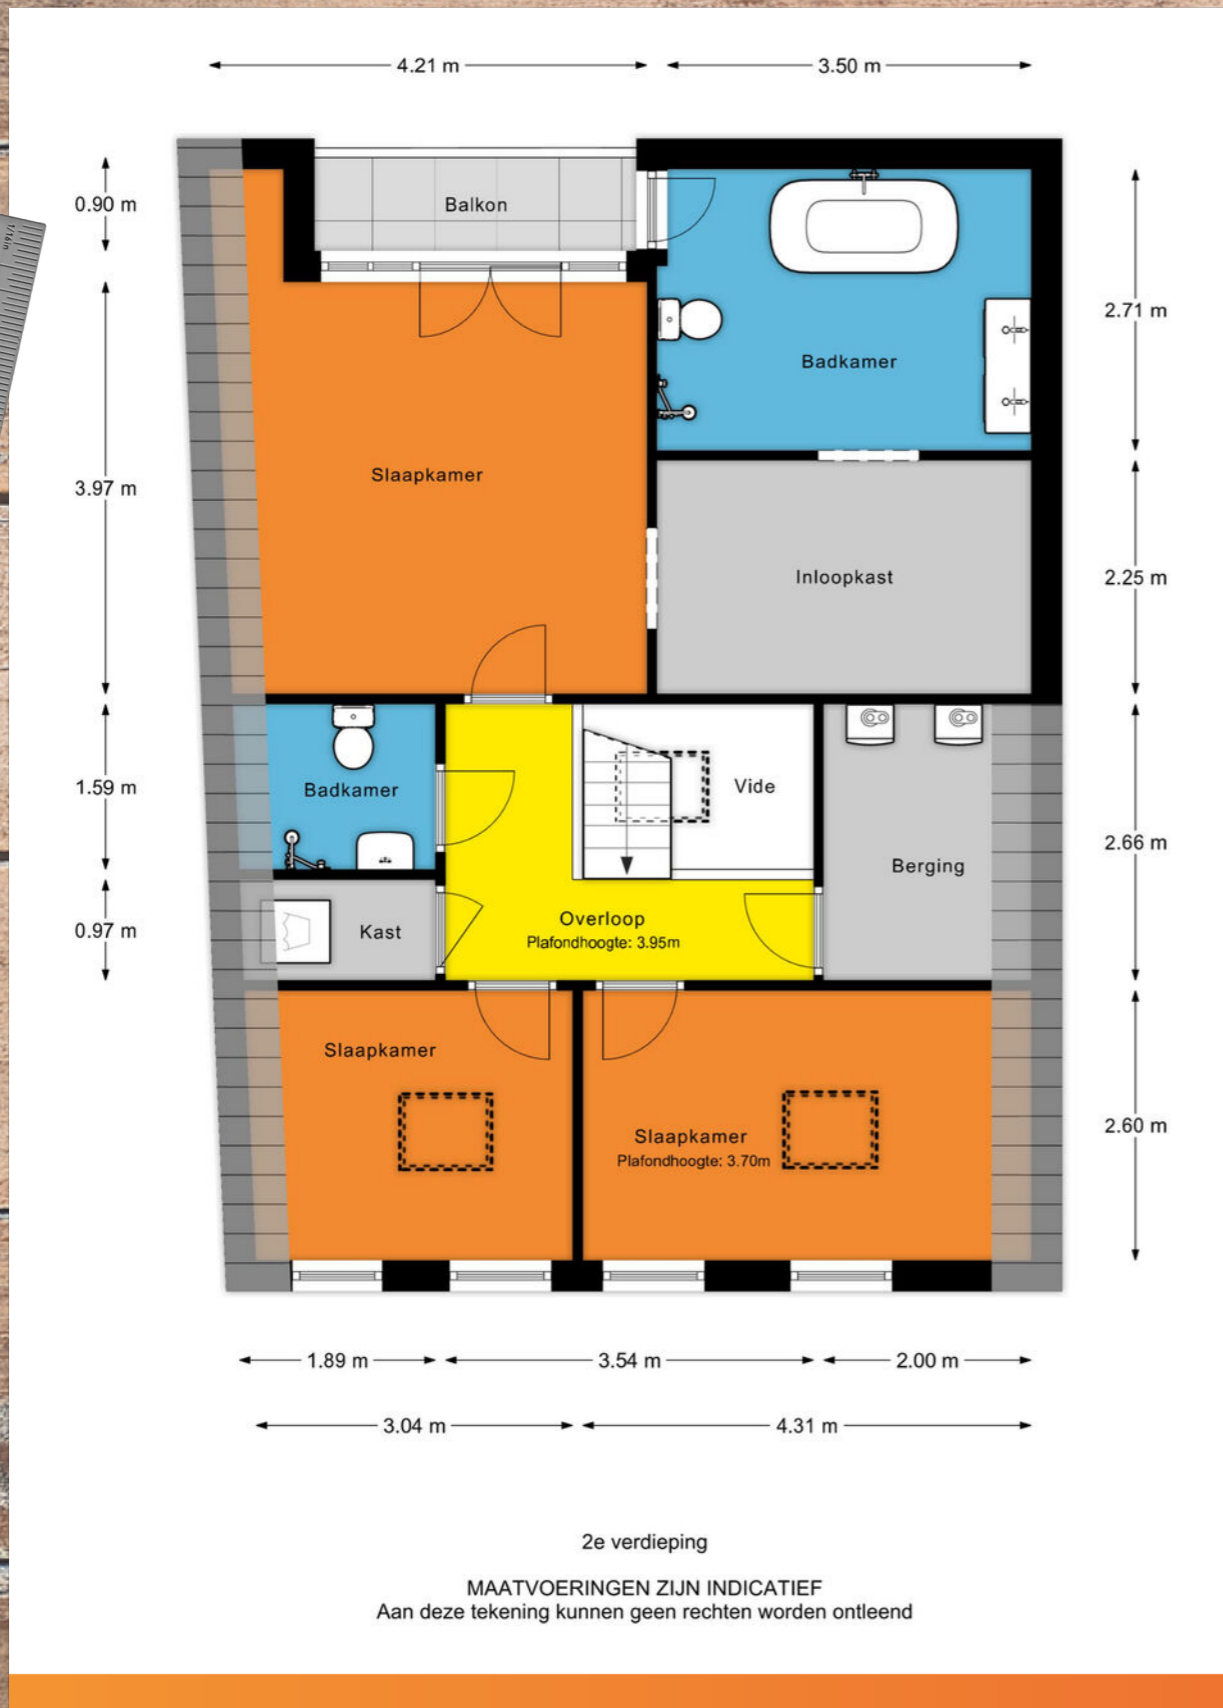 4.21 m
3.50 m
0.90 m
Balkon
1/16in
2.71 m
Badkamer
3.97 m
Slaapkamer
Inloopkast
2.25 m
1.59 m
Badkamer
Vide
2.66 m
Berging
0.97 m
Kast
Overloop
Plafondhoogte: 3.95m
Slaapkamer
Slaapkamer
Plafondhoogte: 3.70m
2.60 m
1.89 m
3.54 m
2.00 m
3.04 m
4.31 m
2e verdieping
MAATVOERINGEN ZIJN INDICATIEF
Aan deze tekening kunnen geen rechten worden ontleend